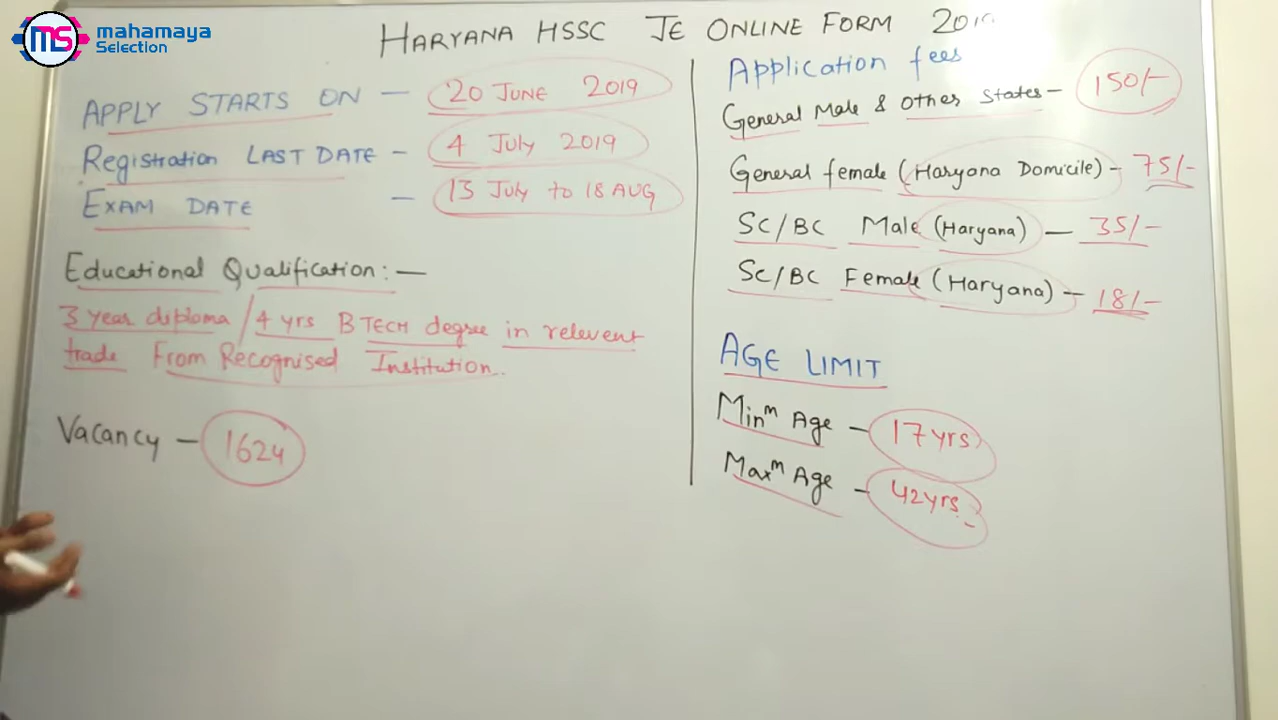 MS mahamaya
Selection
HARYANA HSSC JE ONLINE FORM
APPLY STARTS ON - 20 JUNE 2019
Registration LAST DATE - 4 July 2019
EXAM DATE - 13 July to 18 AUG
Educational Qualification:-
3 year diploma / 4 yrs BTECH degree in relevent
trade From Recognised Institution.
Vacancy - 1624
Application fees
General Male & other States - 150/-
General female (Haryana Domicile) - 75/-
SC/BC Male (Haryana) - 35/-
SC/BC Female (Haryana) - 18/-
AGE LIMIT
Minm Age - 17 yrs
Maxm Age - 42 yrs.